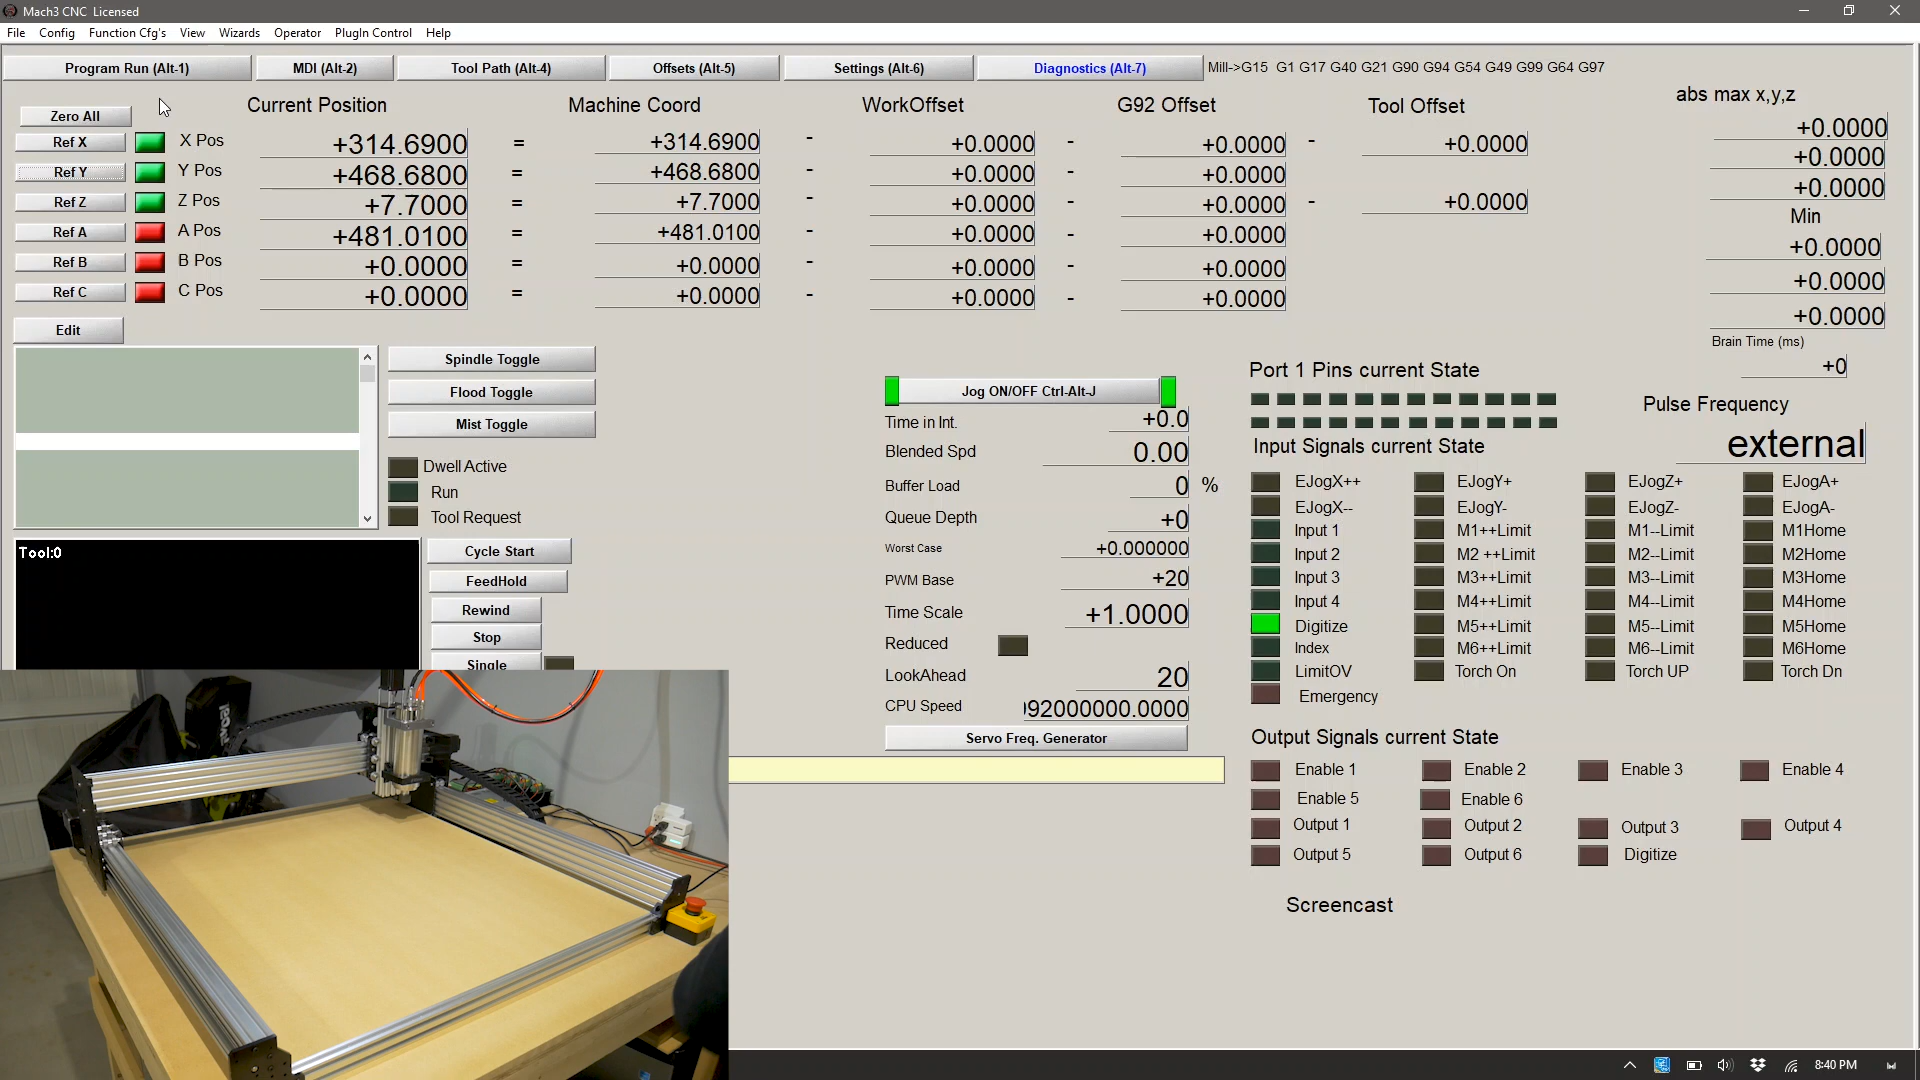 Mach3 CNC Licensed
File Config Function Cfg's View Wizards Operator PlugIn Control Help
Program Run (Alt-1) MDI (Alt-2) Tool Path (Alt-4) Offsets (Alt-5) Settings (Alt-6) Diagnostics (Alt-7) Mill->G15 G1 G17 G40 G21 G90 G94 G54 G49 G99 G64 G97
Zero All Current Position Machine Coord WorkOffset G92 Offset Tool Offset abs max x,y,z
Ref X X Pos +314.6900 = +314.6900 - +0.0000 - +0.0000 - +0.0000 +0.0000
Ref Y Y Pos +468.6800 = +468.6800 - +0.0000 - +0.0000 +0.0000
Ref Z Z Pos +7.7000 = +7.7000 - +0.0000 - +0.0000 - +0.0000 +0.0000
Min
Ref A A Pos +481.0100 = +481.0100 - +0.0000 - +0.0000 +0.0000
Ref B B Pos +0.0000 = +0.0000 - +0.0000 - +0.0000 +0.0000
Ref C C Pos +0.0000 = +0.0000 - +0.0000 - +0.0000 +0.0000
Edit
Brain Time (ms)
+0
Spindle Toggle
Flood Toggle
Mist Toggle
Dwell Active
Run
Tool Request
Tool:0
Cycle Start
FeedHold
Rewind
Stop
Single
Jog ON/OFF Ctrl-Alt-J
Time in Int. +0.0
Blended Spd 0.00
Buffer Load 0 %
Queue Depth +0
Worst Case +0.000000
PWM Base +20
Time Scale +1.0000
Reduced
LookAhead 20
CPU Speed 92000000.0000
Servo Freq. Generator
Port 1 Pins current State
Pulse Frequency
external
Input Signals current State
EJogX++ EJogY+ EJogZ+ EJogA+
EJogX-- EJogY- EJogZ- EJogA-
Input 1 M1++Limit M1--Limit M1Home
Input 2 M2 ++Limit M2--Limit M2Home
Input 3 M3++Limit M3--Limit M3Home
Input 4 M4++Limit M4--Limit M4Home
Digitize M5++Limit M5--Limit M5Home
Index M6++Limit M6--Limit M6Home
LimitOV Torch On Torch UP Torch Dn
Emergency
Output Signals current State
Enable 1 Enable 2 Enable 3 Enable 4
Enable 5 Enable 6
Output 1 Output 2 Output 3 Output 4
Output 5 Output 6 Digitize
Screencast
8:40 PM